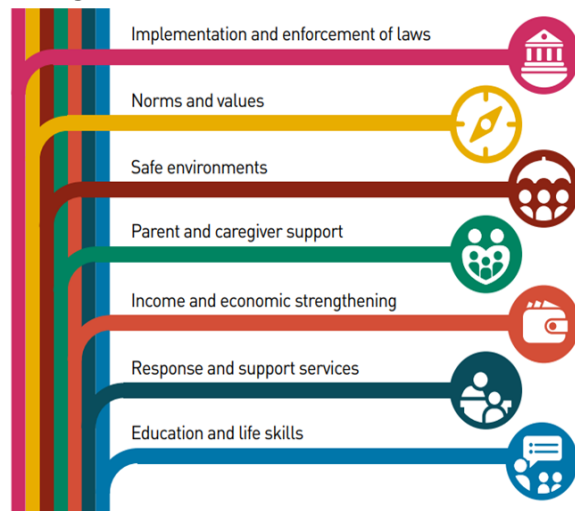 Implementation and enforcement of laws
Norms and values
Safe environments
Parent and caregiver support
Income and economic strengthening
Response and support services
Education and life skills